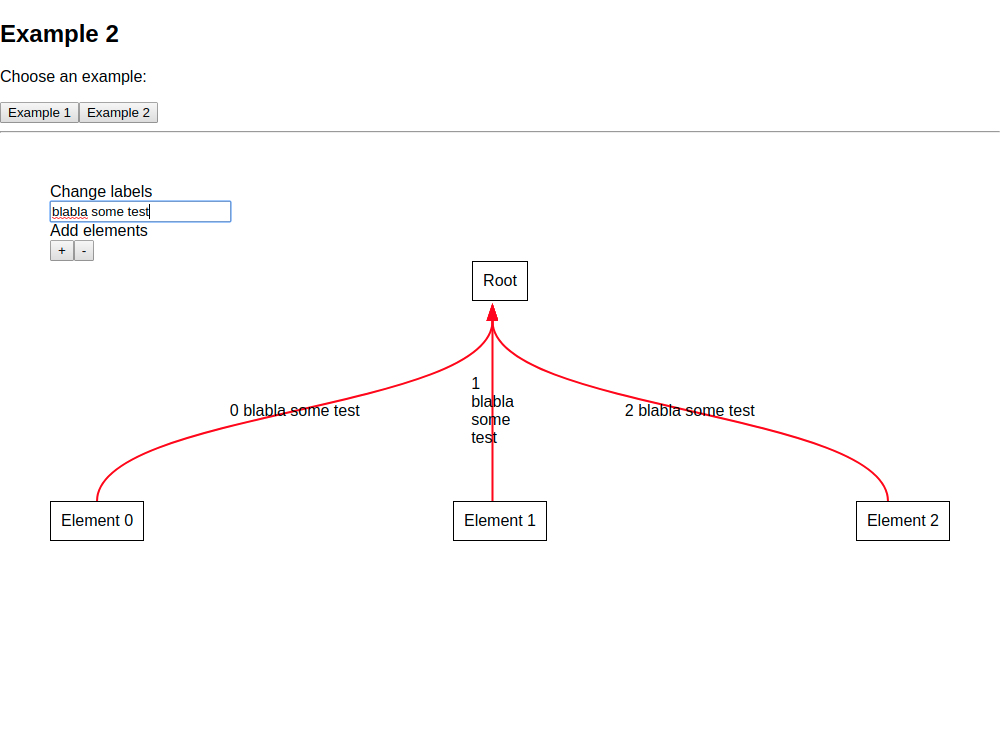 Example 2
Choose an example:
Example 1 Example 2
Change labels
blabla some test
Add elements
+ -
Root
0 blabla some test
1
blabla
some
test
2 blabla some test
Element 0
Element 1
Element 2